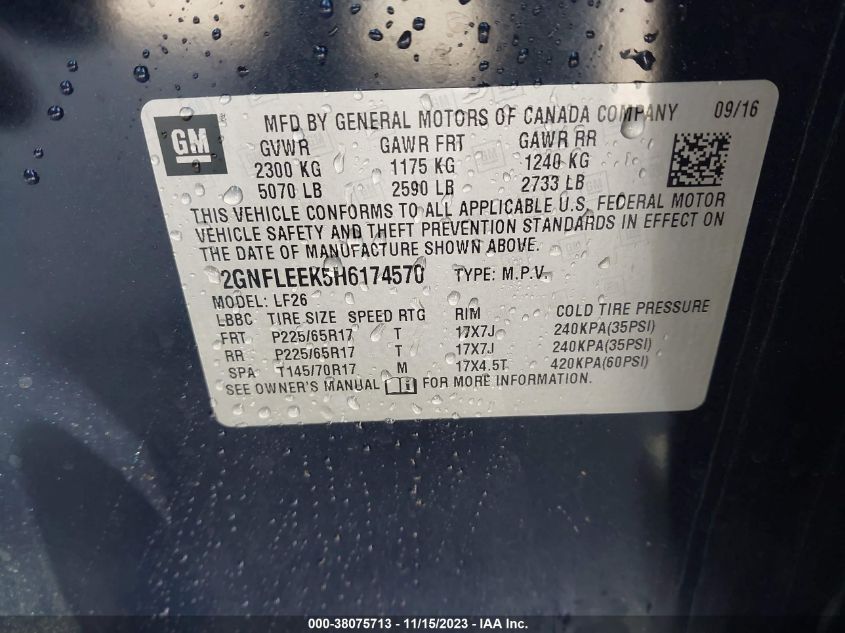 GM
MFD BY GENERAL MOTORS OF CANADA COMPANY 09/16
GVWR GAWR FRT GAWR RR
2300 KG 1175 KG 1240 KG
5070 LB 2590 LB 2733 LB
THIS VEHICLE CONFORMS TO ALL APPLICABLE U.S. FEDERAL MOTOR
VEHICLE SAFETY AND THEFT PREVENTION STANDARDS IN EFFECT ON
THE DATE OF MANUFACTURE SHOWN ABOVE.
2GNFLEEK5H6174570 TYPE: M.P.V.
MODEL: LF26
LBBC TIRE SIZE SPEED RTG RIM COLD TIRE PRESSURE
FRT P225/65R17 T 17X7J 240KPA(35PSI)
RR P225/65R17 T 17X7J 240KPA(35PSI)
SPA T145/70R17 M 17X4.5T 420KPA(60PSI)
SEE OWNER'S MANUAL FOR MORE INFORMATION.
000-38075713 - 11/15/2023 - IAA Inc.